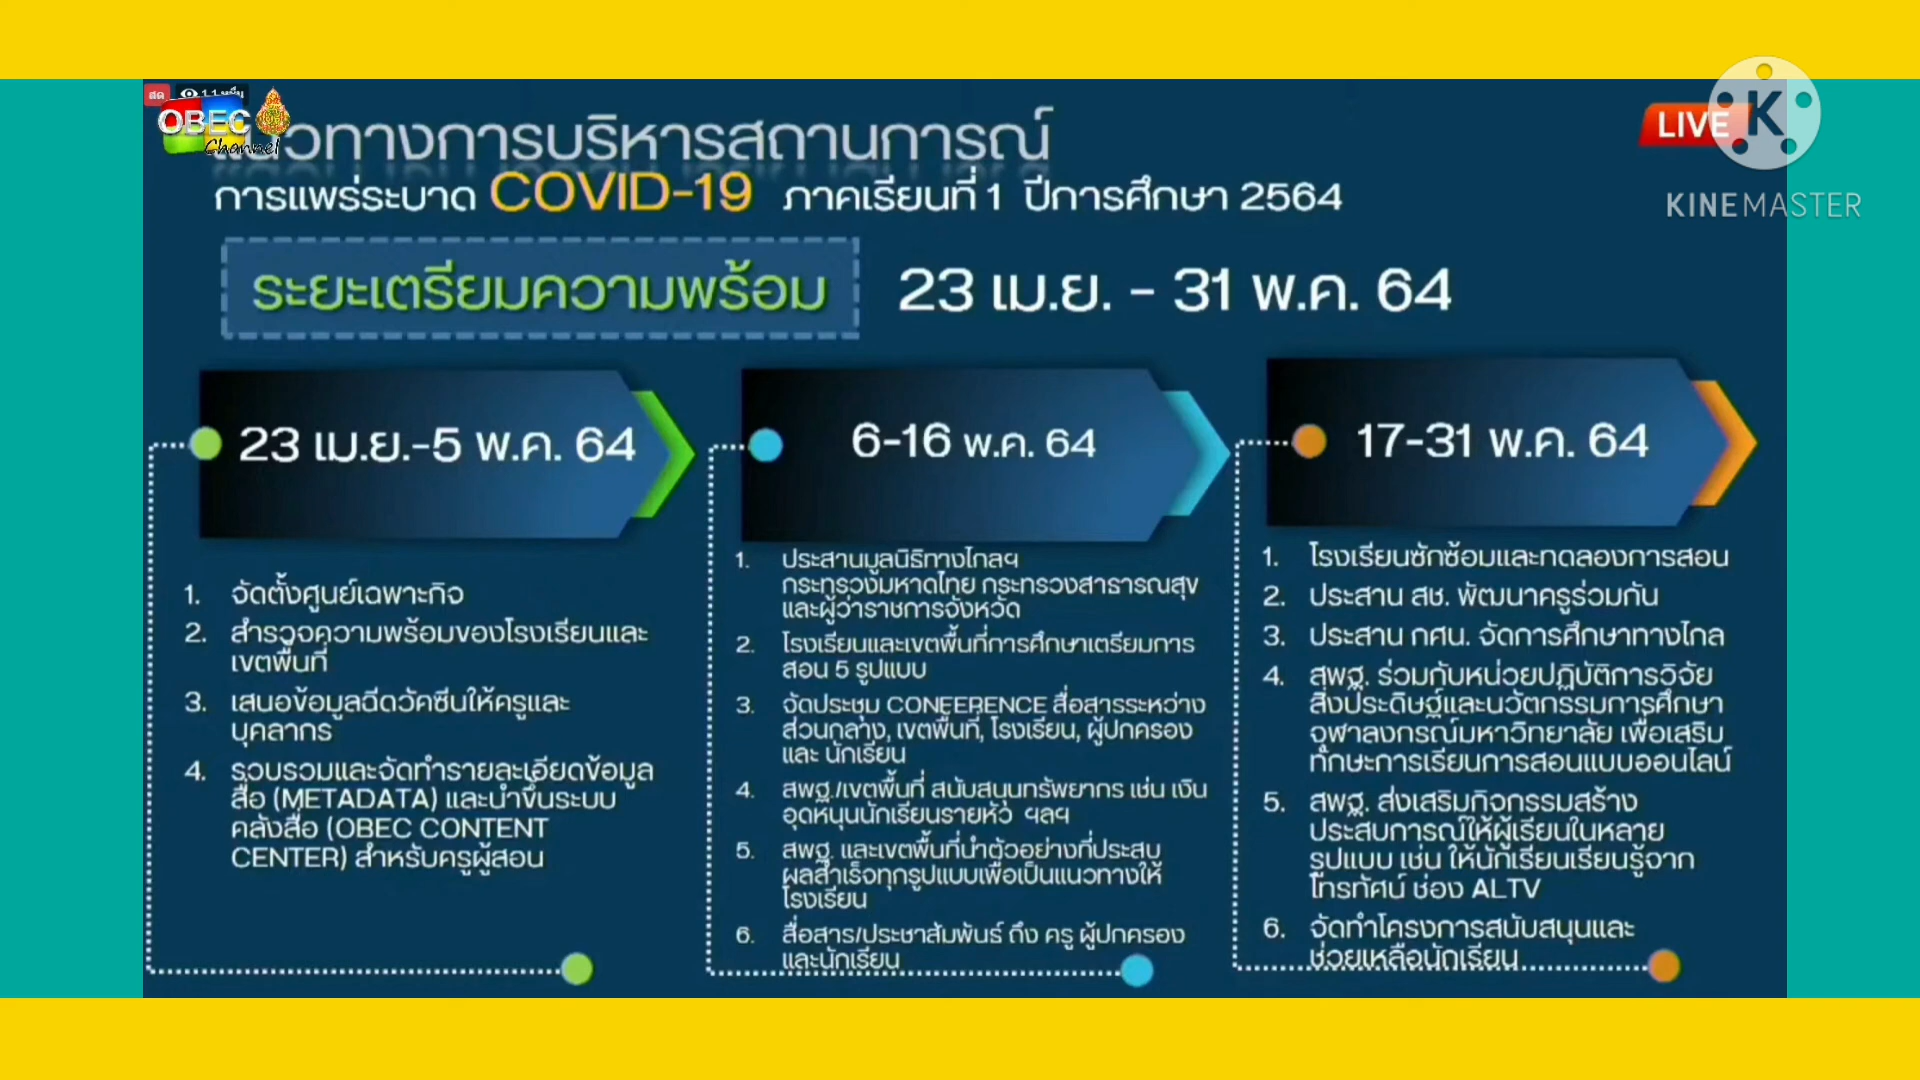 สด
OBEC
Channel
LIVE
K
KINEMASTER
วทางการบริหารสถานการณ์
การแพร่ระบาด COVID-19 ภาคเรียนที่ 1 ปีการศึกษา 2564
ระยะเตรียมความพร้อม 23 เม.ย. - 31 พ.ค. 64
23 เม.ย.-5 พ.ค. 64
1. จัดตั้งศูนย์เฉพาะกิจ
2. สำรวจความพร้อมของโรงเรียนและ
เขตพื้นที่
3. เสนอข้อมูลฉีดวัคซีนให้ครูและ
บุคลากร
4. รวบรวมและจัดทำรายละเอียดข้อมูล
สื่อ (METADATA) และนำขึ้นระบบ
คลังสื่อ (OBEC CONTENT
CENTER) สำหรับครูผู้สอน
6-16 พ.ค. 64
1. ประสานมูลนิธิทางไกลฯ
กระทรวงมหาดไทย กระทรวงสาธารณสุข
และผู้ว่าราชการจังหวัด
2. โรงเรียนและเขตพื้นที่การศึกษาเตรียมการ
สอน 5 รูปแบบ
3. จัดประชุม CONFERENCE สื่อสารระหว่าง
ส่วนกลาง, เขตพื้นที่, โรงเรียน, ผู้ปกครอง
และ นักเรียน
4. สพฐ./เขตพื้นที่ สนับสนุนทรัพยากร เช่น เงิน
อุดหนุนนักเรียนรายหัว ฯลฯ
5. สพฐ. และเขตพื้นที่นำตัวอย่างที่ประสบ
ผลสำเร็จทุกรูปแบบเพื่อเป็นแนวทางให้
โรงเรียน
6. สื่อสาร/ประชาสัมพันธ์ ถึง ครู ผู้ปกครอง
และนักเรียน
17-31 พ.ค. 64
1. โรงเรียนซักซ้อมและทดลองการสอน
2. ประสาน สช. พัฒนาครูร่วมกัน
3. ประสาน กศน. จัดการศึกษาทางไกล
4. สพฐ. ร่วมกับหน่วยปฏิบัติการวิจัย
สิ่งประดิษฐ์และนวัตกรรมการศึกษา
จุฬาลงกรณ์มหาวิทยาลัย เพื่อเสริม
ทักษะการเรียนการสอนแบบออนไลน์
5. สพฐ. ส่งเสริมกิจกรรมสร้าง
ประสบการณ์ให้ผู้เรียนในหลาย
รูปแบบ เช่น ให้นักเรียนเรียนรู้จาก
โทรทัศน์ ช่อง ALTV
6. จัดทำโครงการสนับสนุนและ
ช่วยเหลือนักเรียน